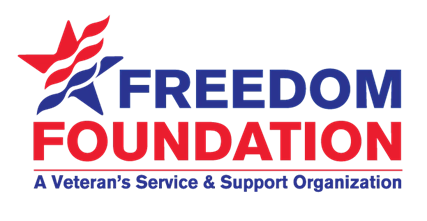 FREEDOM
FOUNDATION
A Veteran's Service & Support Organization